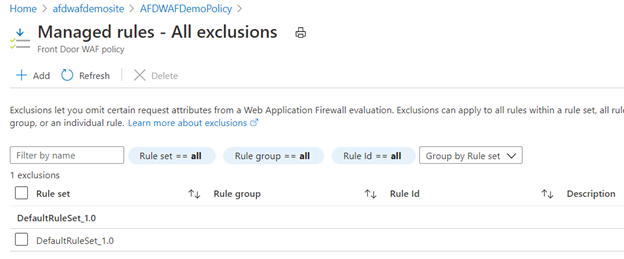 Home > afdwafdemosite > AFDWAFDemoPolicy >
Managed rules - All exclusions
Front Door WAF policy
Add Refresh Delete
Exclusions let you omit certain request attributes from a Web Application Firewall evaluation. Exclusions can apply to all rules within a rule set, all rule
group, or an individual rule. Learn more about exclusions
Filter by name Rule set == all Rule group == all Rule Id == all Group by Rule set
1 exclusions
Rule set Rule group Rule Id Description
DefaultRuleSet_1.0
DefaultRuleSet_1.0